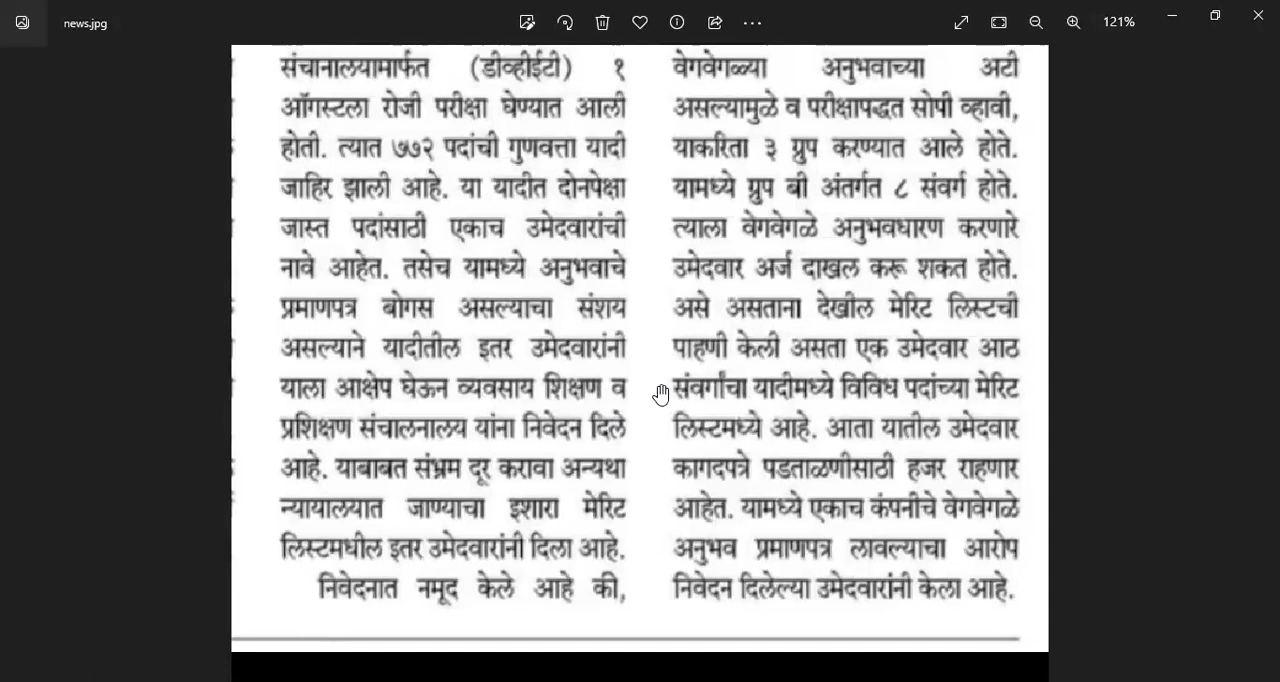 news.jpg
121%
संचानालयामार्फत (डीव्हीईटी) १
ऑगस्टला रोजी परीक्षा घेण्यात आली
होती. त्यात ७७२ पदांची गुणवत्ता यादी
जाहिर झाली आहे. या यादीत दोनपेक्षा
जास्त पदांसाठी एकाच उमेदवारांची
नावे आहेत. तसेच यामध्ये अनुभवाचे
प्रमाणपत्र बोगस असल्याचा संशय
असल्याने यादीतील इतर उमेदवारांनी
याला आक्षेप घेऊन व्यवसाय शिक्षण व
प्रशिक्षण संचालनालय यांना निवेदन दिले
आहे. याबाबत संभ्रम दूर करावा अन्यथा
न्यायालयात जाण्याचा इशारा मेरिट
लिस्टमधील इतर उमेदवारांनी दिला आहे.
निवेदनात नमूद केले आहे की,
वेगवेगळ्या अनुभवाच्या अटी
असल्यामुळे व परीक्षापद्धत सोपी व्हावी,
याकरिता ३ ग्रुप करण्यात आले होते.
यामध्ये ग्रुप बी अंतर्गत ८ संवर्ग होते.
त्याला वेगवेगळे अनुभवधारण करणारे
उमेदवार अर्ज दाखल करू शकत होते.
असे असताना देखील मेरिट लिस्टची
पाहणी केली असता एक उमेदवार आठ
संवर्गांचा यादीमध्ये विविध पदांच्या मेरिट
लिस्टमध्ये आहे. आता यातील उमेदवार
कागदपत्रे पडताळणीसाठी हजर राहणार
आहेत. यामध्ये एकाच कंपनीचे वेगवेगळे
अनुभव प्रमाणपत्र लावल्याचा आरोप
निवेदन दिलेल्या उमेदवारांनी केला आहे.